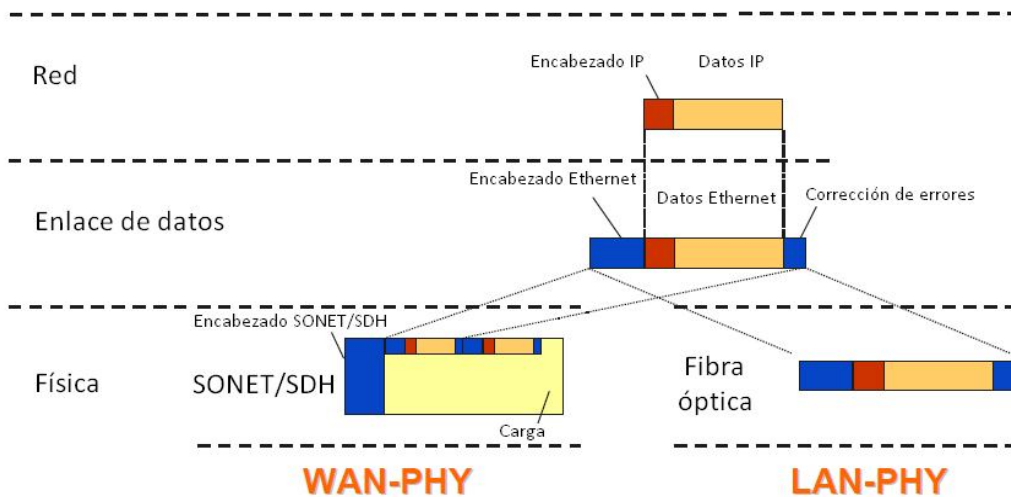 Encabezado IP
Datos IP
Red
Encabezado Ethernet
Datos Ethernet
Corrección de errores
Enlace de datos
Encabezado SONET/SDH
Física
SONET/SDH
Carga
Fibra
óptica
WAN-PHY
LAN-PHY